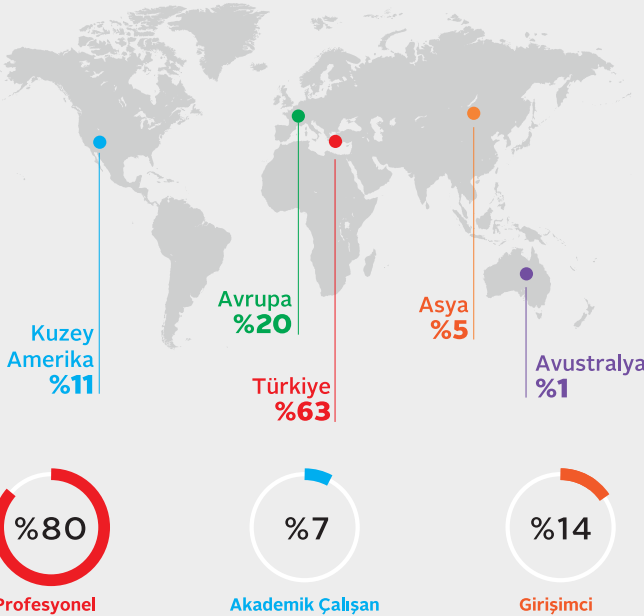 Kuzey
Amerika
%11
Avrupa
%20
Türkiye
%63
Asya
%5
Avustralya
%1
%80
Profesyonel
%7
Akademik Çalışan
%14
Girişimci